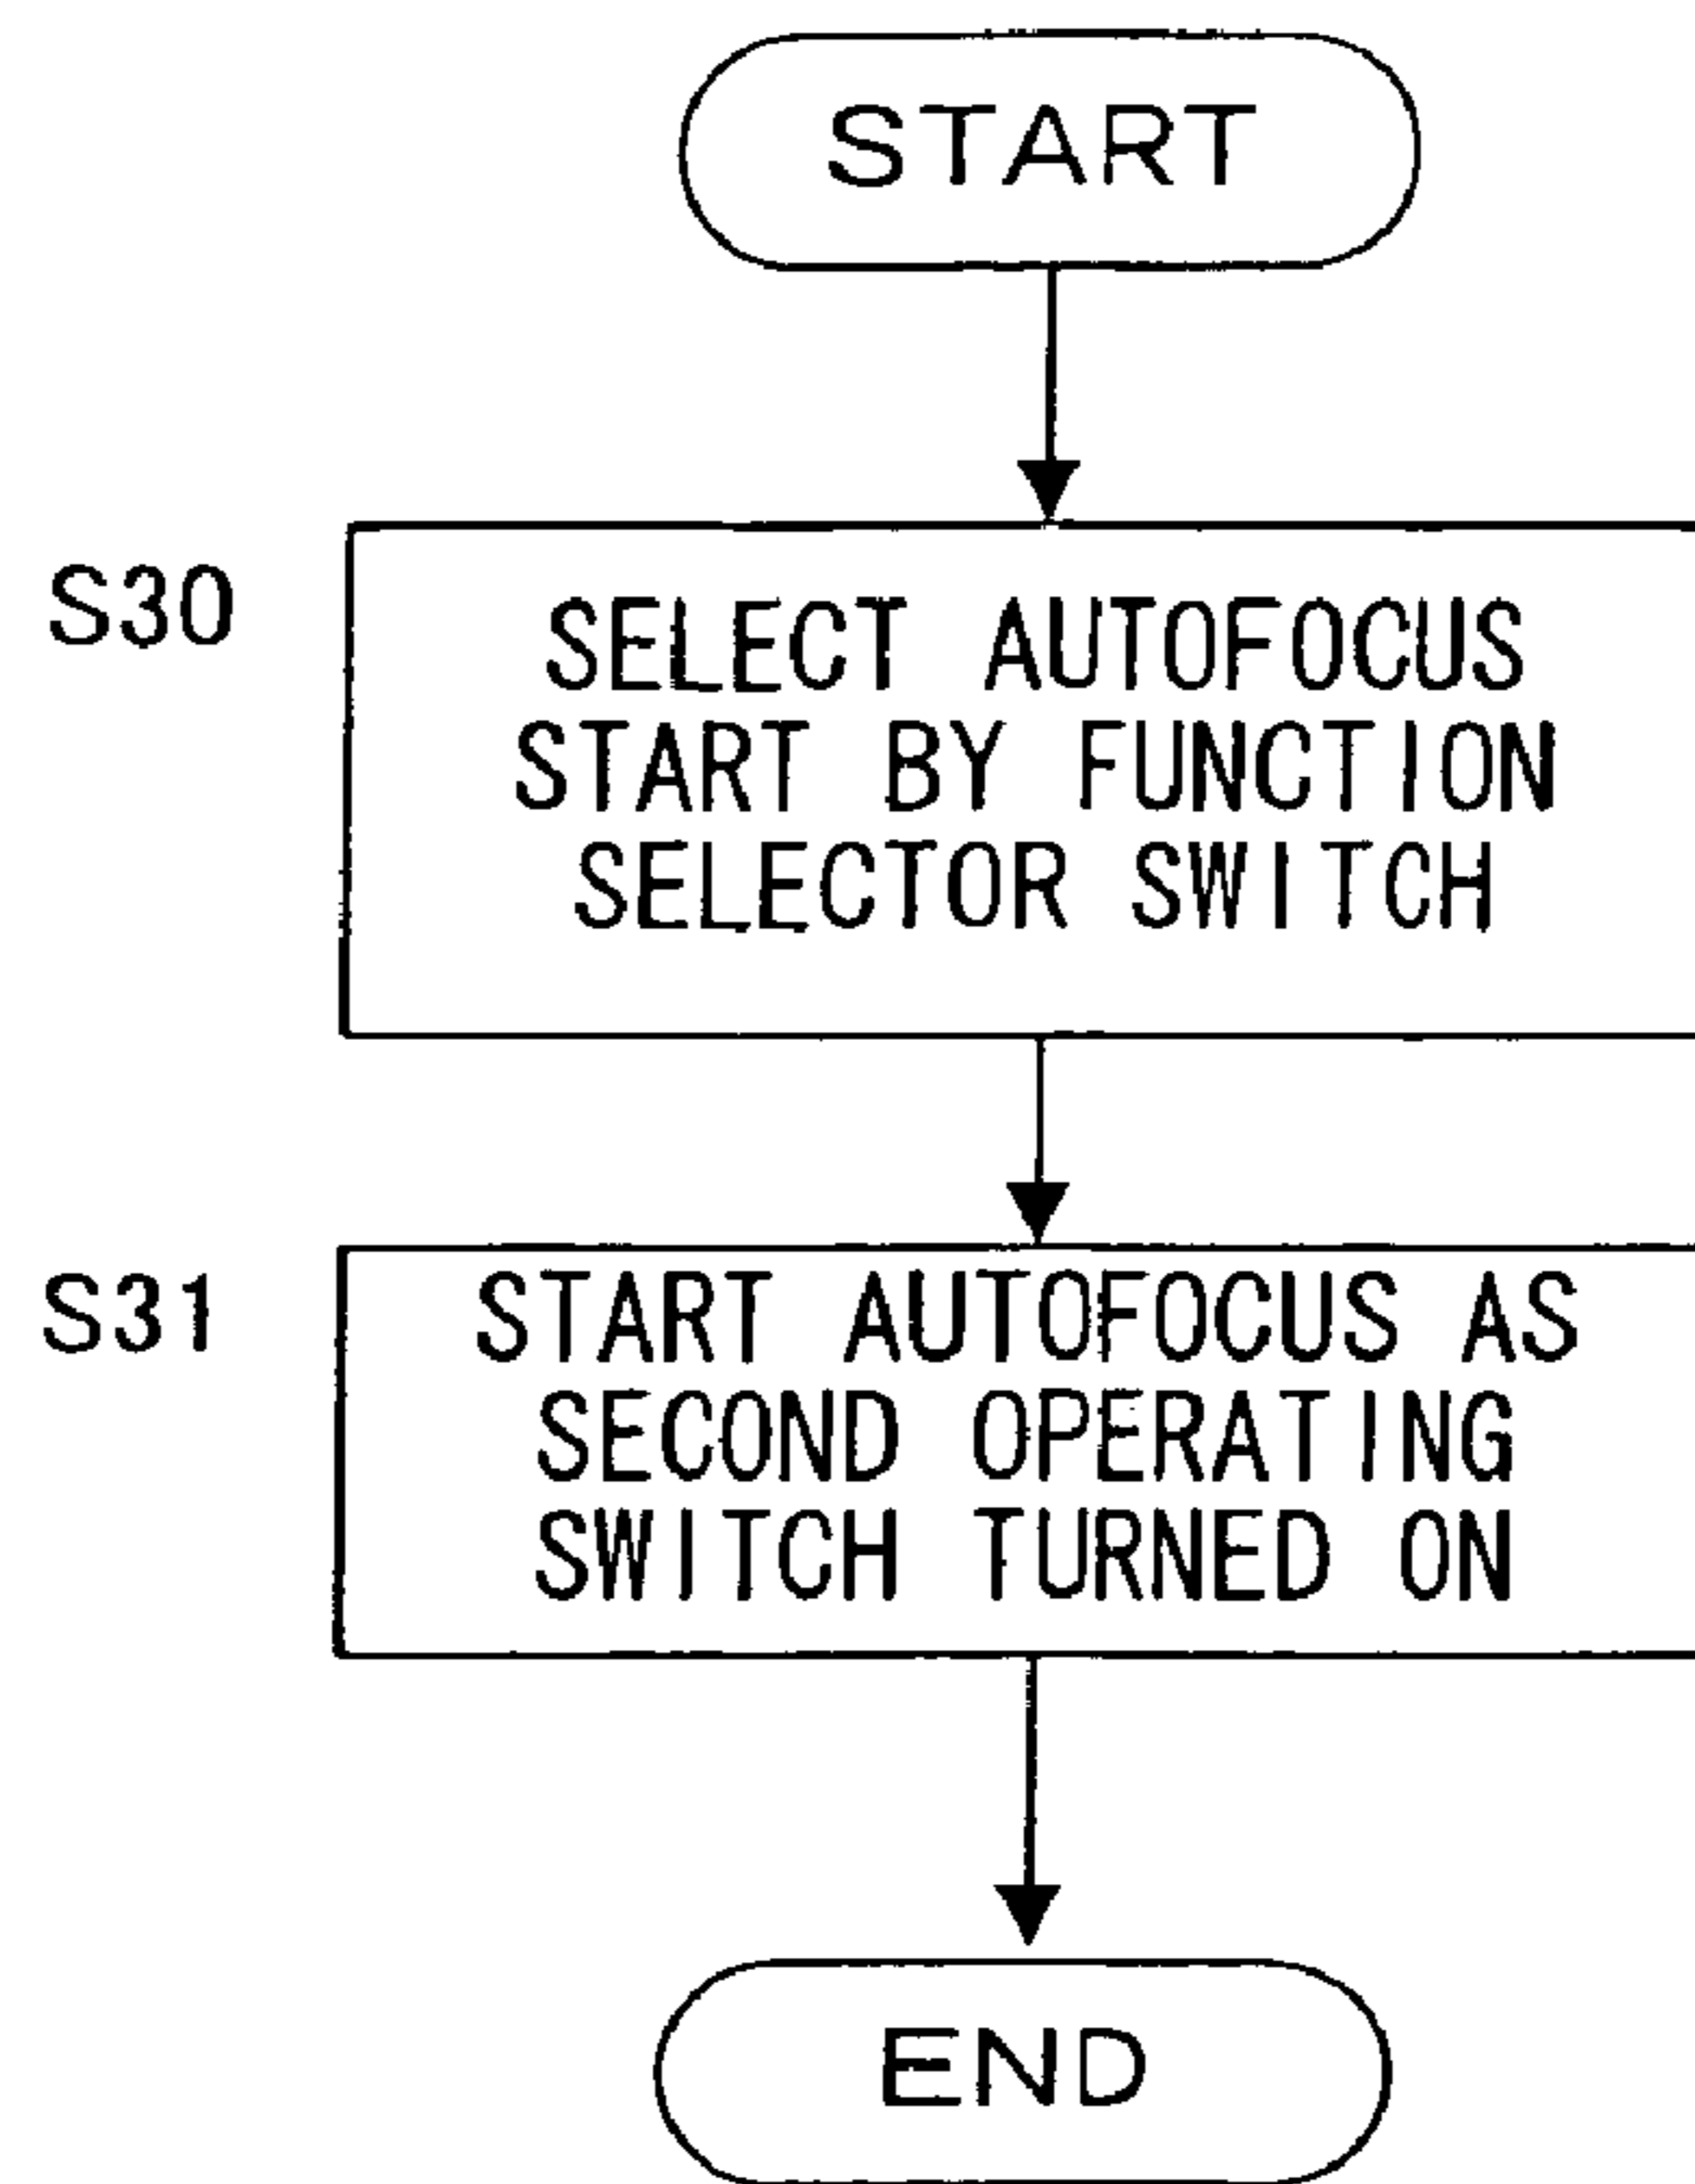 START
S30
SELECT AUTOFOCUS
START BY FUNCTION
SELECTOR SWITCH
S31
START AUTOFOCUS AS
SECOND OPERATING
SWITCH TURNED ON
END